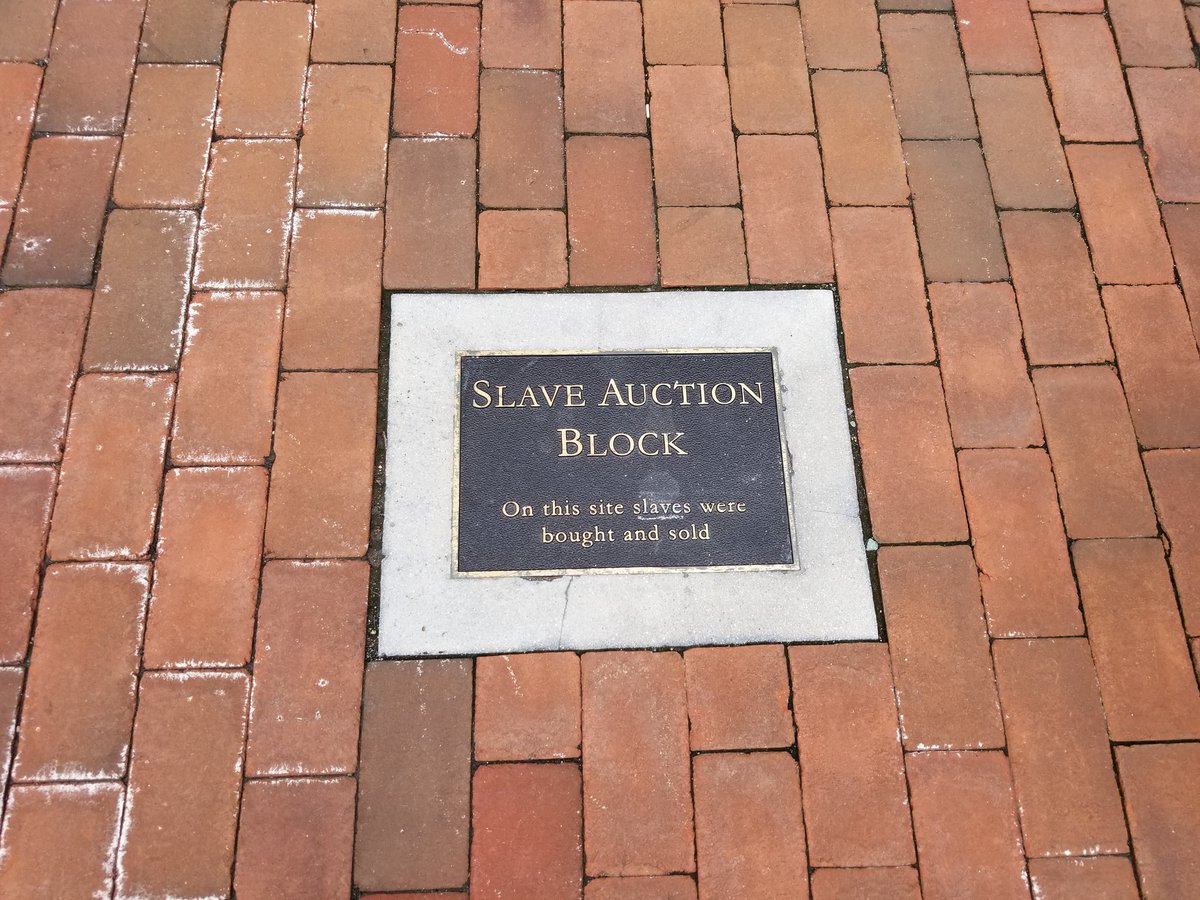 SLAVE AUCTION
BLOCK
On this site slaves were
bought and sold